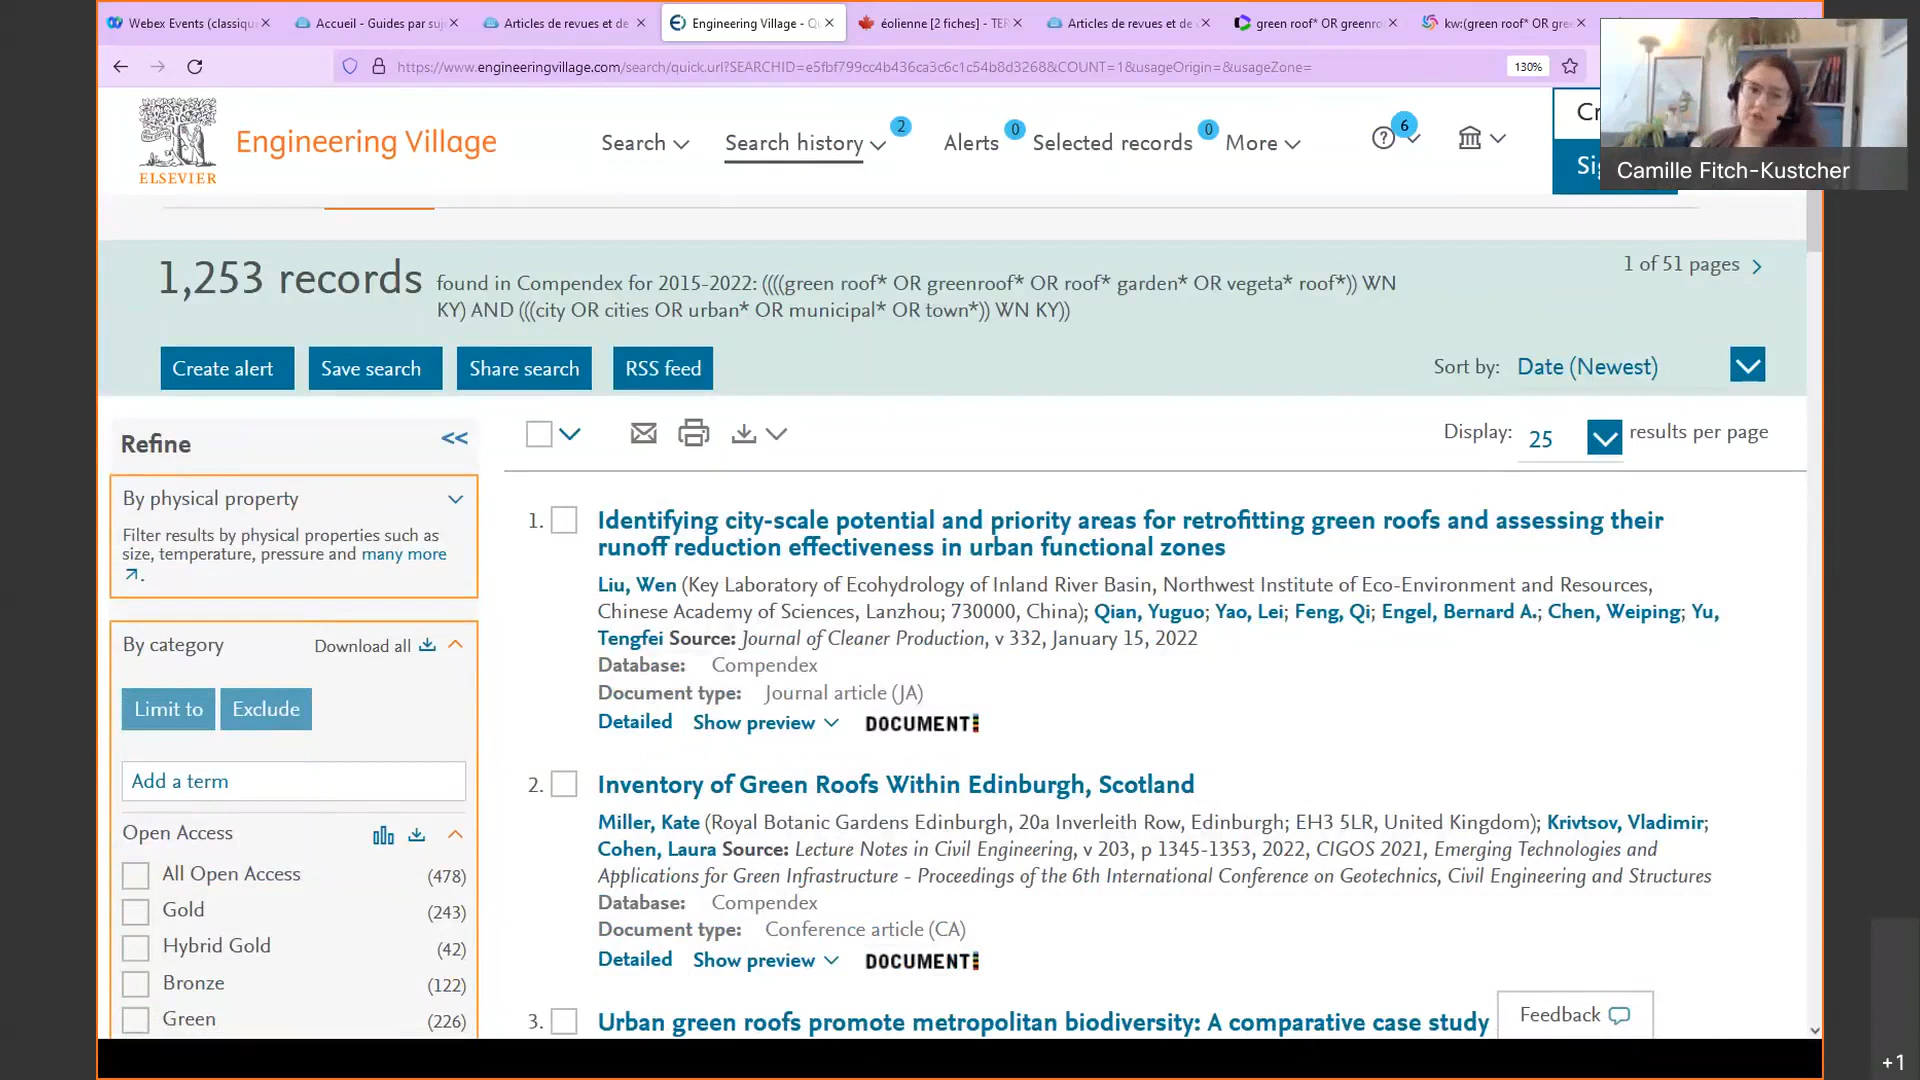 Webex Events (classique
Accueil - Guides par suj
Articles de revues et de
Engineering Village - Qu
éolienne [2 fiches] - TER
Articles de revues et de
green roof* OR greenro
kw:(green roof* OR gre
https://www.engineeringvillage.com/search/quick.url?SEARCHID=e5fbf799cc4b436ca3c6c1c54b8d3268&COUNT=1&usageOrigin=&usageZone=
130%
ELSEVIER
Engineering Village
Search
Search history
2
Alerts
0
Selected records
0
More
6
Cr
Si
Camille Fitch-Kustcher
1,253 records
found in Compendex for 2015-2022: ((((green roof* OR greenroof* OR roof* garden* OR vegeta* roof*)) WN
KY) AND (((city OR cities OR urban* OR municipal* OR town*)) WN KY))
1 of 51 pages
Create alert
Save search
Share search
RSS feed
Sort by:
Date (Newest)
Refine
<<
Display:
25
results per page
By physical property
Filter results by physical properties such as
size, temperature, pressure and many more
.
By category
Download all
Limit to
Exclude
Add a term
Open Access
All Open Access (478)
Gold (243)
Hybrid Gold (42)
Bronze (122)
Green (226)
1.
Identifying city-scale potential and priority areas for retrofitting green roofs and assessing their
runoff reduction effectiveness in urban functional zones
Liu, Wen (Key Laboratory of Ecohydrology of Inland River Basin, Northwest Institute of Eco-Environment and Resources,
Chinese Academy of Sciences, Lanzhou; 730000, China); Qian, Yuguo; Yao, Lei; Feng, Qi; Engel, Bernard A.; Chen, Weiping; Yu,
Tengfei Source: Journal of Cleaner Production, v 332, January 15, 2022
Database: Compendex
Document type: Journal article (JA)
Detailed
Show preview
DOCUMENT
2.
Inventory of Green Roofs Within Edinburgh, Scotland
Miller, Kate (Royal Botanic Gardens Edinburgh, 20a Inverleith Row, Edinburgh; EH3 5LR, United Kingdom); Krivtsov, Vladimir;
Cohen, Laura Source: Lecture Notes in Civil Engineering, v 203, p 1345-1353, 2022, CIGOS 2021, Emerging Technologies and
Applications for Green Infrastructure - Proceedings of the 6th International Conference on Geotechnics, Civil Engineering and Structures
Database: Compendex
Document type: Conference article (CA)
Detailed
Show preview
DOCUMENT
3.
Urban green roofs promote metropolitan biodiversity: A comparative case study
Feedback
+1